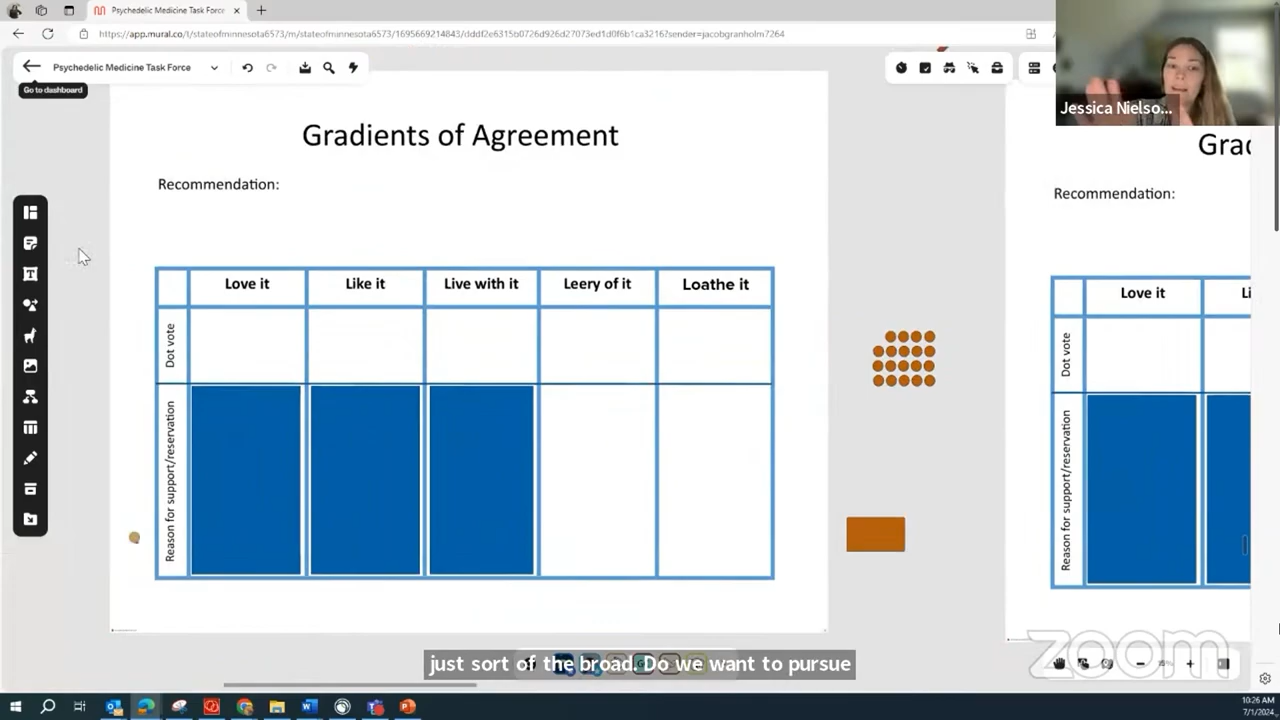 Psychedelic Medicine Task Force
https://app.mural.co/t/stateofminnesota6573/m/stateofminnesota6573/1695669214843/dddf2e6315b0726d926d27073ed1d0f6b1ca3216?sender=jacobgranholm7264
Psychedelic Medicine Task Force
Go to dashboard
Jessica Nielso...
Gradients of Agreement
Recommendation:
Love it
Like it
Live with it
Leery of it
Loathe it
Dot vote
Reason for support/reservation
Grad
Recommendation:
Love it
Li
Dot vote
Reason for support/reservation
just sort of the broad. Do we want to pursue
zoom
10:26 AM
7/1/2024